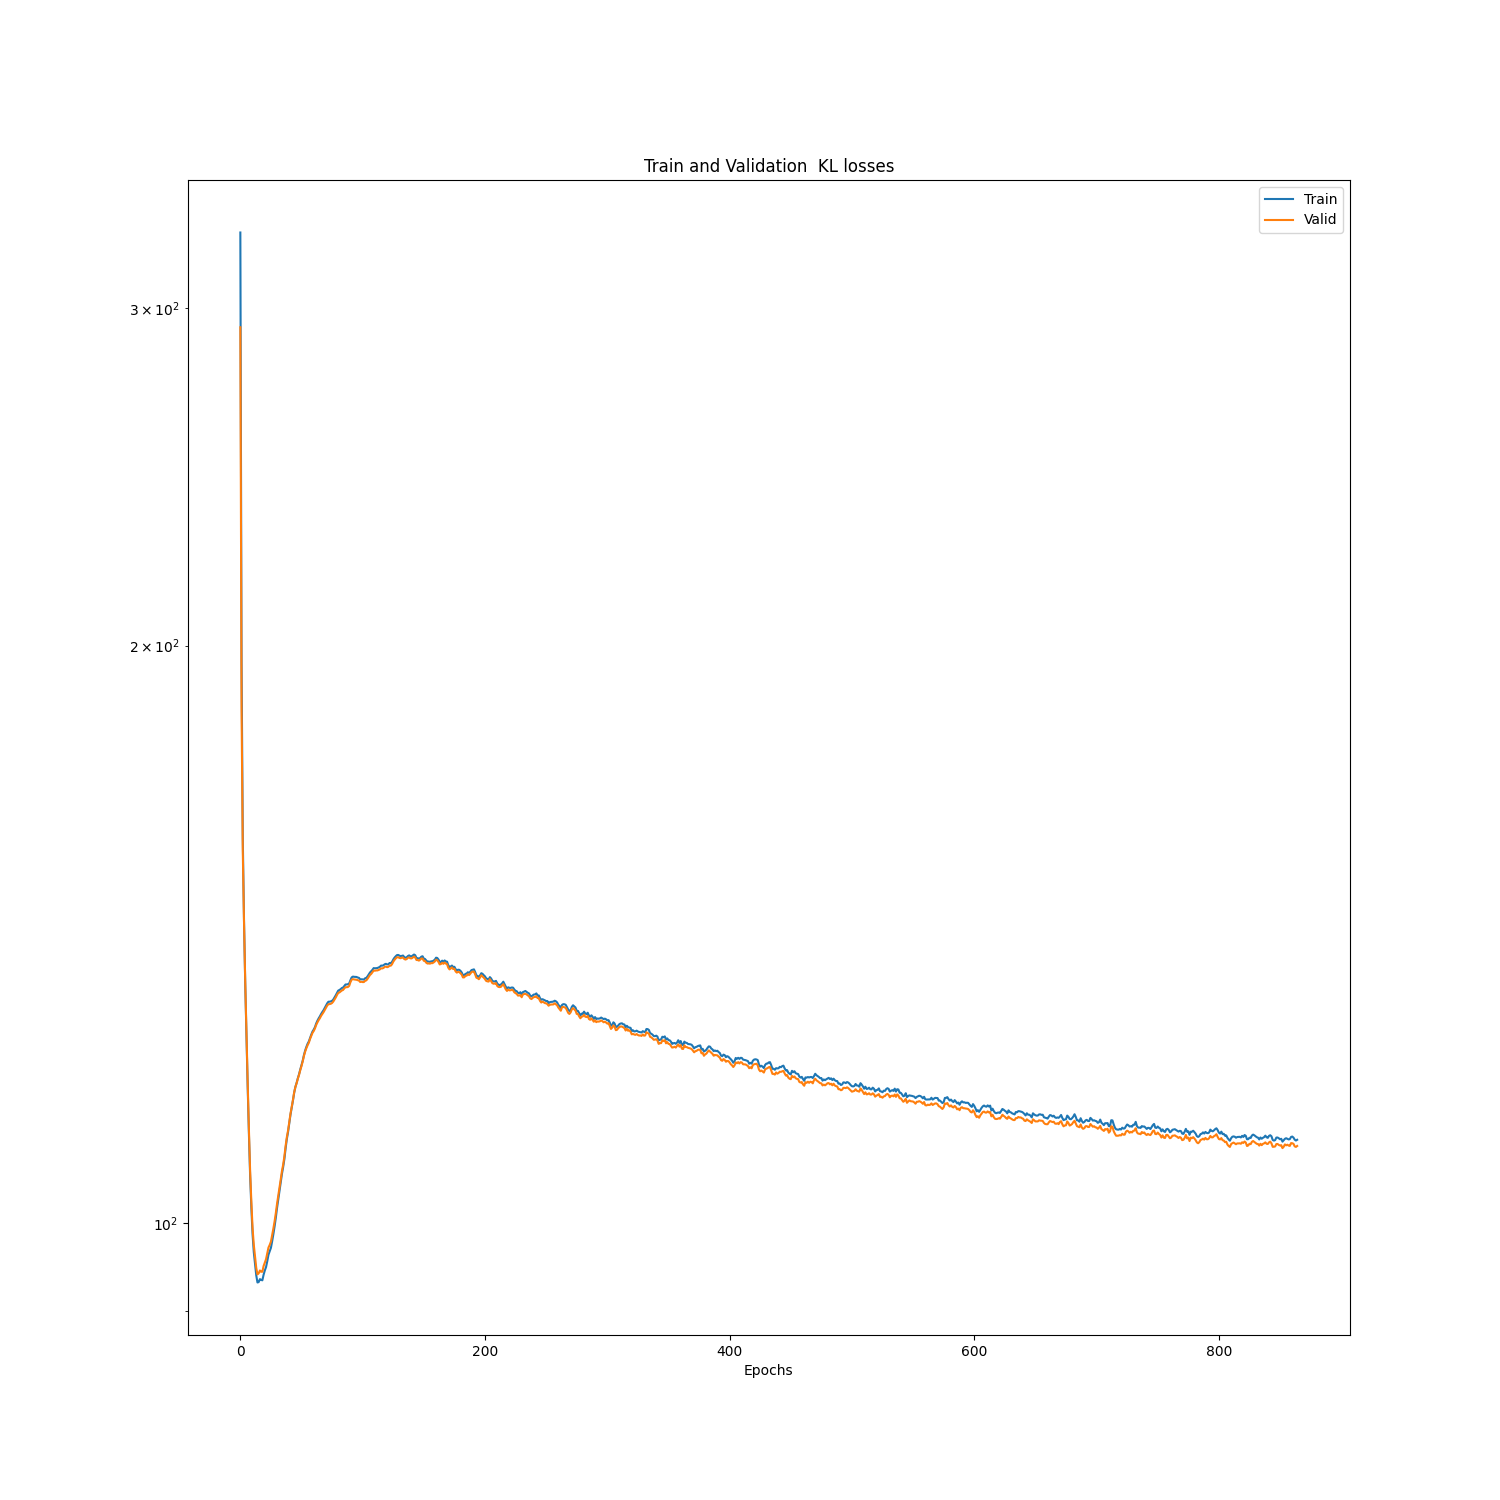 Train and Validation  KL losses
Train
Valid
3 × 10²
2 × 10²
10²
0 200 400 600 800
Epochs